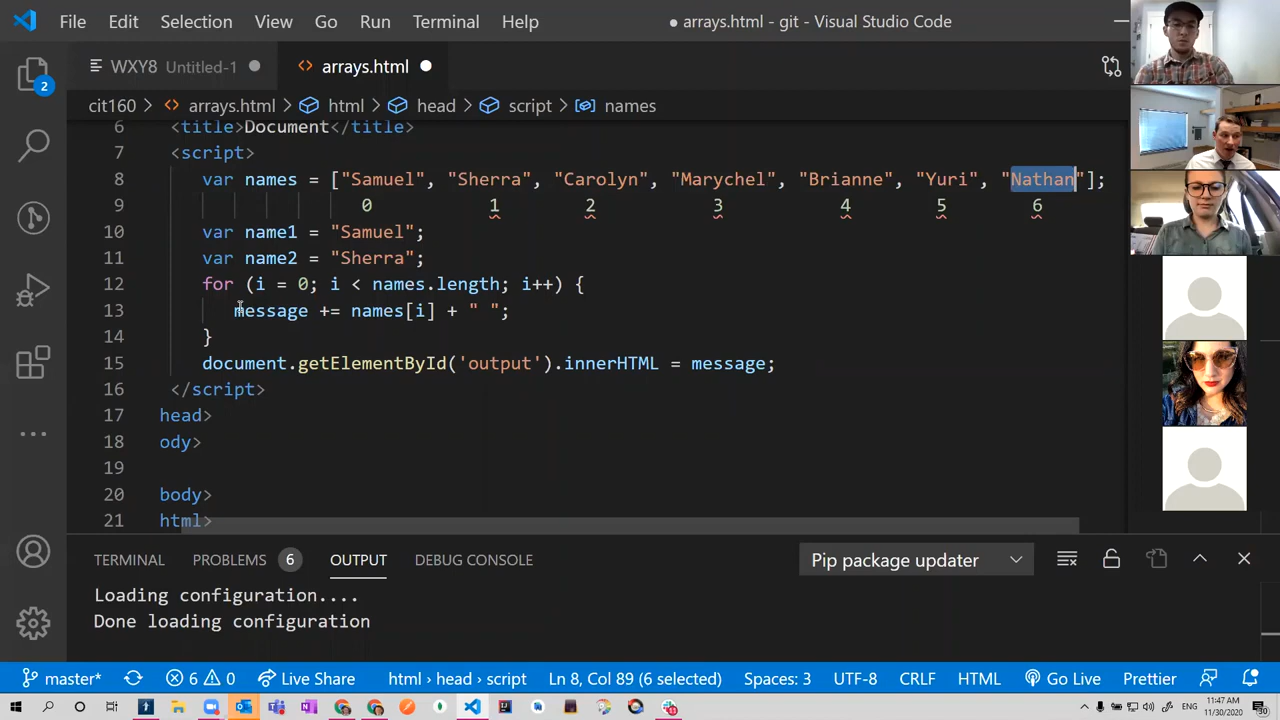 File Edit Selection View Go Run Terminal Help ● arrays.html - git - Visual Studio Code
WXY8 Untitled-1 ● <> arrays.html ●
cit160 > <> arrays.html > html > head > script > names
2
6 <title>Document</title>
7 <script>
8 var names = ["Samuel", "Sherra", "Carolyn", "Marychel", "Brianne", "Yuri", "Nathan"];
9 0 1 2 3 4 5 6
10 var name1 = "Samuel";
11 var name2 = "Sherra";
12 for (i = 0; i < names.length; i++) {
13 message += names[i] + " ";
14 }
15 document.getElementById('output').innerHTML = message;
16 </script>
17 head>
18 ody>
19
20 body>
21 html>
TERMINAL PROBLEMS 6 OUTPUT DEBUG CONSOLE Pip package updater
Loading configuration....
Done loading configuration
master* 6 0 Live Share html > head > script Ln 8, Col 89 (6 selected) Spaces: 3 UTF-8 CRLF HTML Go Live Prettier
ENG 11:47 AM
11/30/2020
30